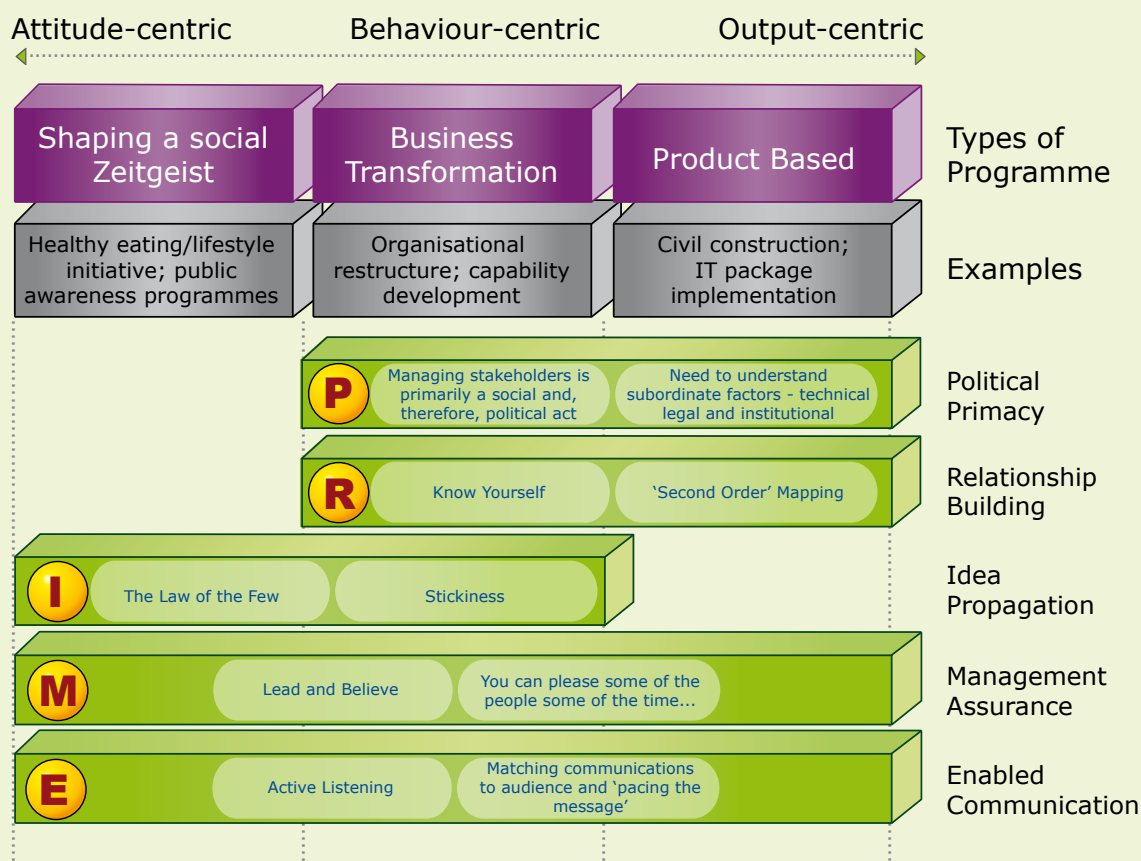 Attitude-centric
Behaviour-centric
Output-centric
Shaping a social
Zeitgeist
Business
Transformation
Product Based
Types of
Programme
Healthy eating/lifestyle
initiative; public
awareness programmes
Organisational
restructure; capability
development
Civil construction;
IT package
implementation
Examples
P
Managing stakeholders is
primarily a social and,
therefore, political act
Need to understand
subordinate factors - technical
legal and institutional
Political
Primacy
R
Know Yourself
‘Second Order’ Mapping
Relationship
Building
I
The Law of the Few
Stickiness
Idea
Propagation
M
Lead and Believe
You can please some of the
people some of the time...
Management
Assurance
E
Active Listening
Matching communications
to audience and ‘pacing the
message’
Enabled
Communication